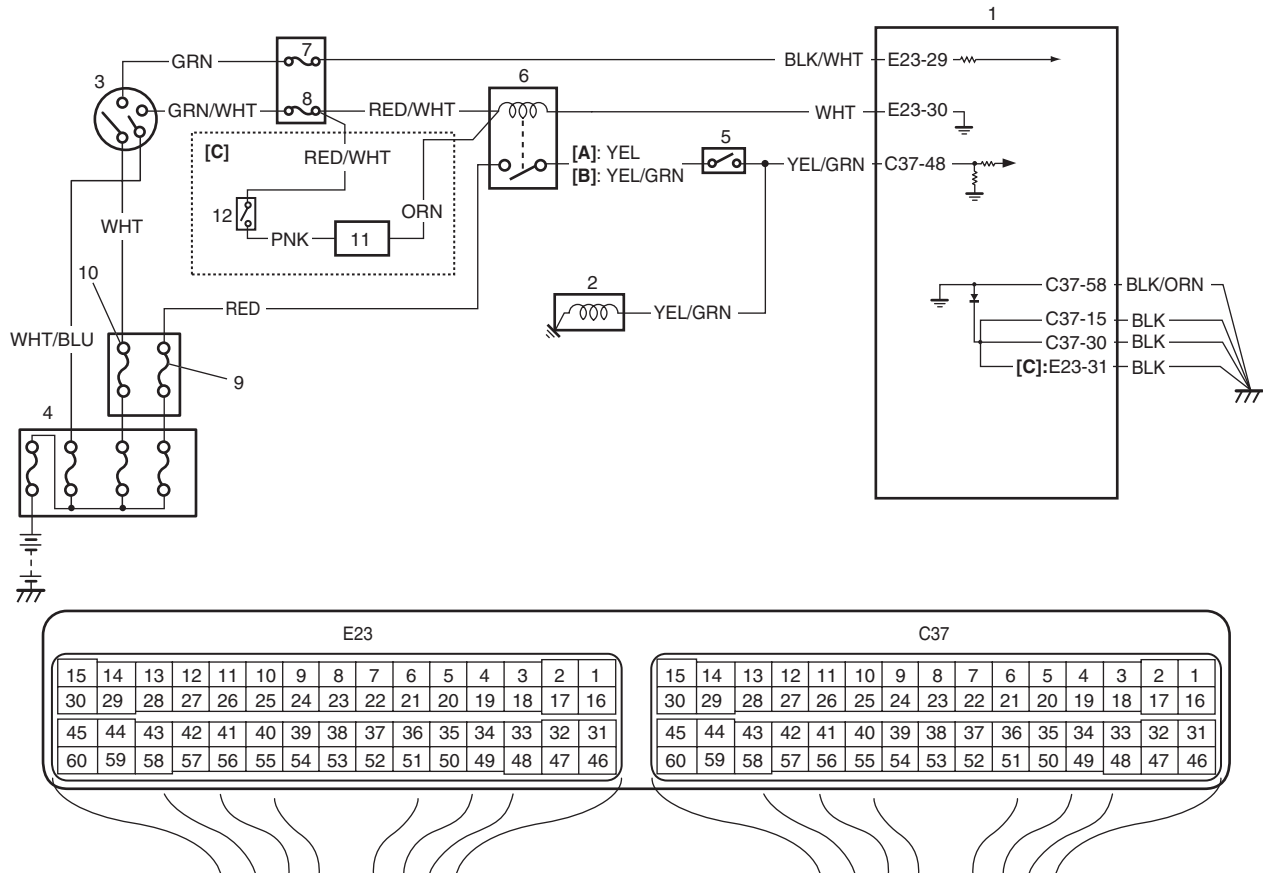 1
GRN
7
BLK/WHT
E23-29
3
6
GRN/WHT
8
RED/WHT
WHT
E23-30
[C]
RED/WHT
[A]: YEL
[B]: YEL/GRN
5
YEL/GRN
C37-48
12
ORN
PNK
11
WHT
10
2
RED
YEL/GRN
WHT/BLU
9
4
C37-58
BLK/ORN
C37-15
BLK
C37-30
BLK
[C]:E23-31
BLK
E23
C37
15 14 13 12 11 10 9 8 7 6 5 4 3 2 1
30 29 28 27 26 25 24 23 22 21 20 19 18 17 16
45 44 43 42 41 40 39 38 37 36 35 34 33 32 31
60 59 58 57 56 55 54 53 52 51 50 49 48 47 46
15 14 13 12 11 10 9 8 7 6 5 4 3 2 1
30 29 28 27 26 25 24 23 22 21 20 19 18 17 16
45 44 43 42 41 40 39 38 37 36 35 34 33 32 31
60 59 58 57 56 55 54 53 52 51 50 49 48 47 46